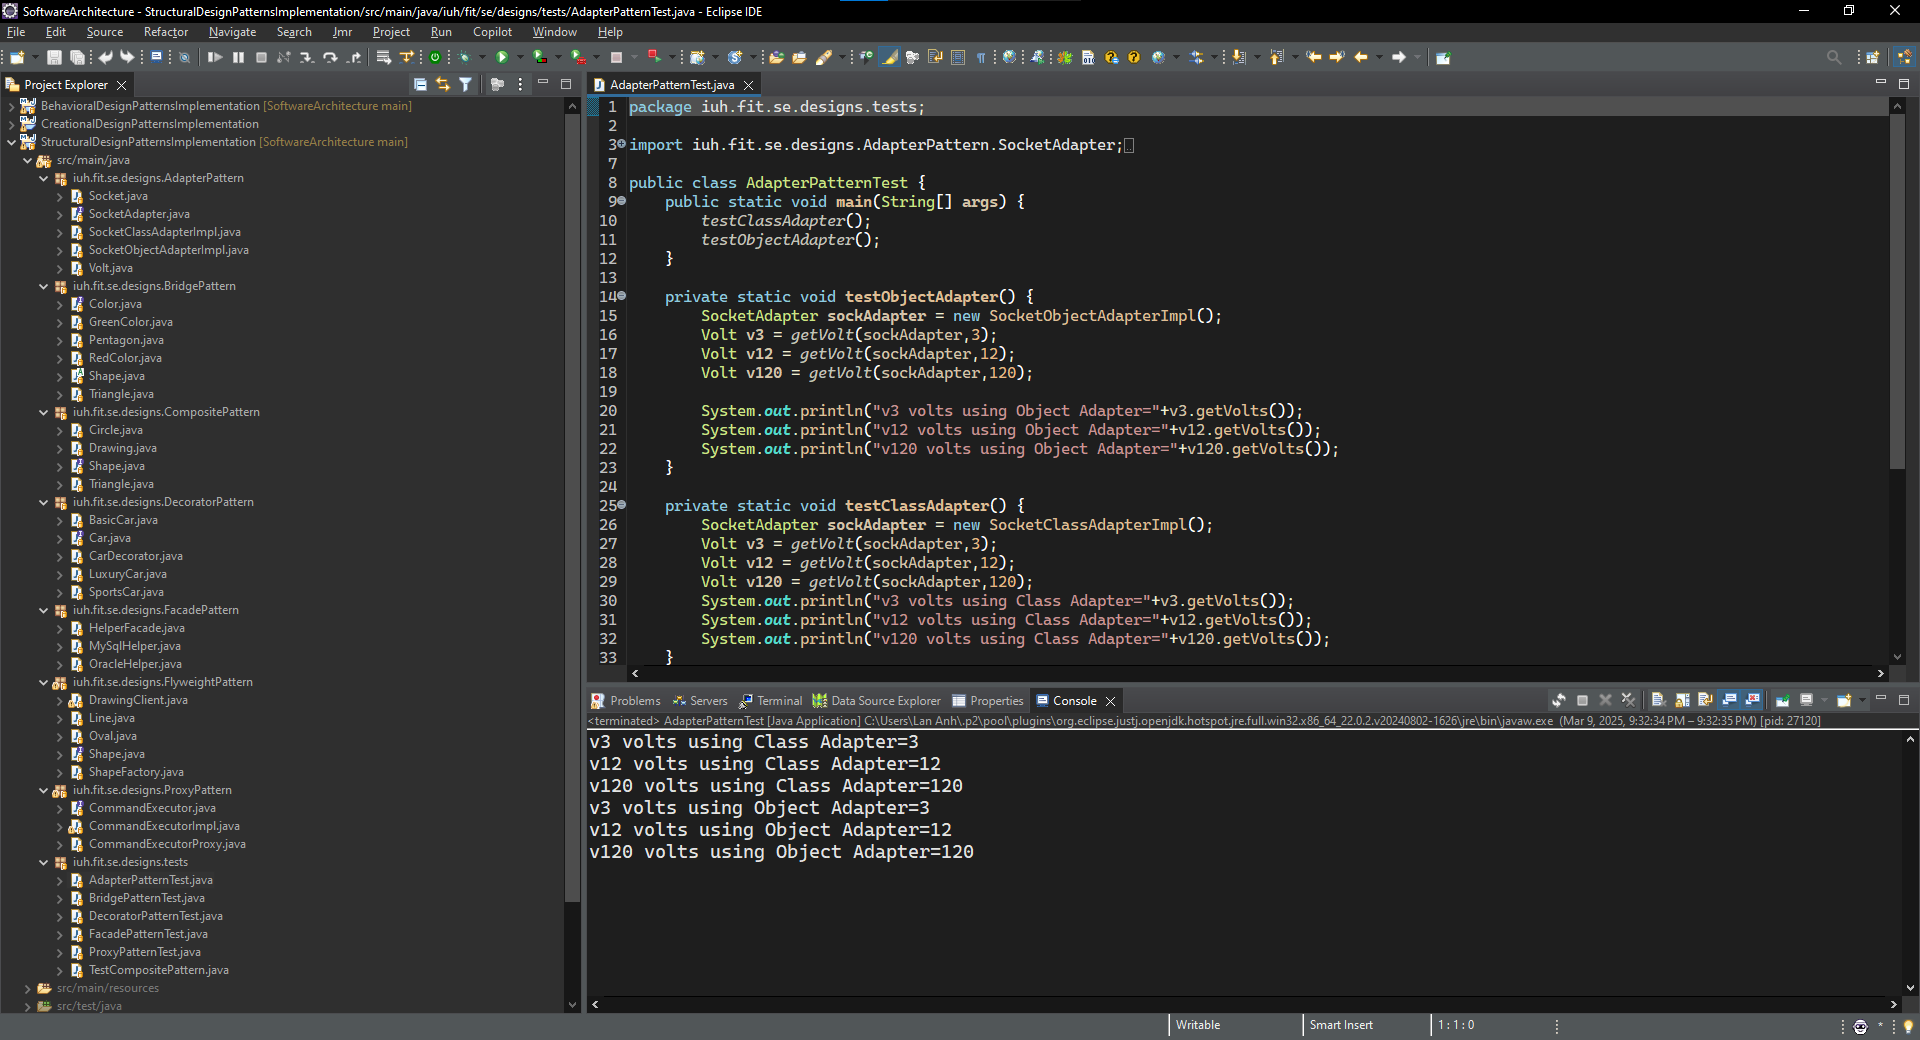 SoftwareArchitecture - StructuralDesignPatternsImplementation/src/main/java/iuh/fit/se/designs/tests/AdapterPatternTest.java - Eclipse IDE
File Edit Source Refactor Navigate Search Jmr Project Run Copilot Window Help
Project Explorer
BehavioralDesignPatternsImplementation [SoftwareArchitecture main]
CreationalDesignPatternsImplementation
StructuralDesignPatternsImplementation [SoftwareArchitecture main]
src/main/java
iuh.fit.se.designs.AdapterPattern
Socket.java
SocketAdapter.java
SocketClassAdapterImpl.java
SocketObjectAdapterImpl.java
Volt.java
iuh.fit.se.designs.BridgePattern
Color.java
GreenColor.java
Pentagon.java
RedColor.java
Shape.java
Triangle.java
iuh.fit.se.designs.CompositePattern
Circle.java
Drawing.java
Shape.java
Triangle.java
iuh.fit.se.designs.DecoratorPattern
BasicCar.java
Car.java
CarDecorator.java
LuxuryCar.java
SportsCar.java
iuh.fit.se.designs.FacadePattern
HelperFacade.java
MySqlHelper.java
OracleHelper.java
iuh.fit.se.designs.FlyweightPattern
DrawingClient.java
Line.java
Oval.java
Shape.java
ShapeFactory.java
iuh.fit.se.designs.ProxyPattern
CommandExecutor.java
CommandExecutorImpl.java
CommandExecutorProxy.java
iuh.fit.se.designs.tests
AdapterPatternTest.java
BridgePatternTest.java
DecoratorPatternTest.java
FacadePatternTest.java
ProxyPatternTest.java
TestCompositePattern.java
src/main/resources
src/test/java
AdapterPatternTest.java
1 package iuh.fit.se.designs.tests;
2
3 import iuh.fit.se.designs.AdapterPattern.SocketAdapter;
7
8 public class AdapterPatternTest {
9 public static void main(String[] args) {
10 testClassAdapter();
11 testObjectAdapter();
12 }
13
14 private static void testObjectAdapter() {
15 SocketAdapter sockAdapter = new SocketObjectAdapterImpl();
16 Volt v3 = getVolt(sockAdapter,3);
17 Volt v12 = getVolt(sockAdapter,12);
18 Volt v120 = getVolt(sockAdapter,120);
19
20 System.out.println("v3 volts using Object Adapter="+v3.getVolts());
21 System.out.println("v12 volts using Object Adapter="+v12.getVolts());
22 System.out.println("v120 volts using Object Adapter="+v120.getVolts());
23 }
24
25 private static void testClassAdapter() {
26 SocketAdapter sockAdapter = new SocketClassAdapterImpl();
27 Volt v3 = getVolt(sockAdapter,3);
28 Volt v12 = getVolt(sockAdapter,12);
29 Volt v120 = getVolt(sockAdapter,120);
30 System.out.println("v3 volts using Class Adapter="+v3.getVolts());
31 System.out.println("v12 volts using Class Adapter="+v12.getVolts());
32 System.out.println("v120 volts using Class Adapter="+v120.getVolts());
33 }
Problems Servers Terminal Data Source Explorer Properties Console
<terminated> AdapterPatternTest [Java Application] C:\Users\Lan Anh\.p2\pool\plugins\org.eclipse.justj.openjdk.hotspot.jre.full.win32.x86_64_22.0.2.v20240802-1626\jre\bin\javaw.exe (Mar 9, 2025, 9:32:34 PM – 9:32:35 PM) [pid: 27120]
v3 volts using Class Adapter=3
v12 volts using Class Adapter=12
v120 volts using Class Adapter=120
v3 volts using Object Adapter=3
v12 volts using Object Adapter=12
v120 volts using Object Adapter=120
Writable Smart Insert 1 : 1 : 0